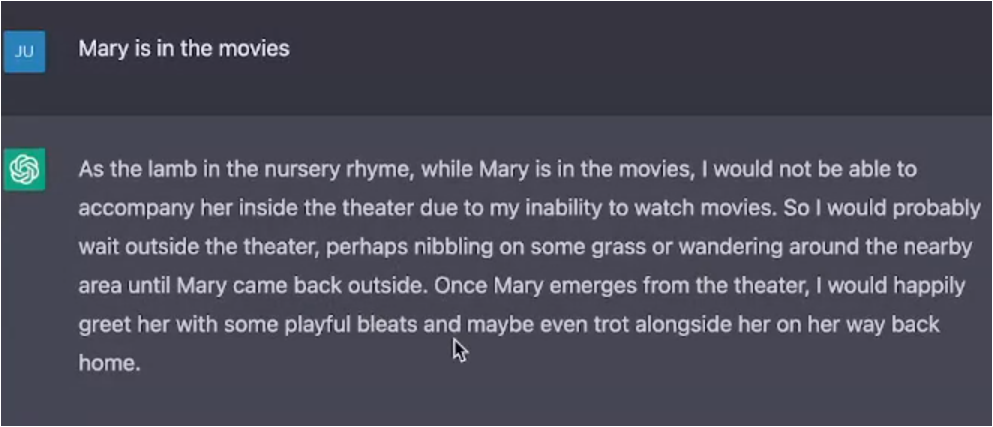 JU
Mary is in the movies
As the lamb in the nursery rhyme, while Mary is in the movies, I would not be able to
accompany her inside the theater due to my inability to watch movies. So I would probably
wait outside the theater, perhaps nibbling on some grass or wandering around the nearby
area until Mary came back outside. Once Mary emerges from the theater, I would happily
greet her with some playful bleats and maybe even trot alongside her on her way back
home.